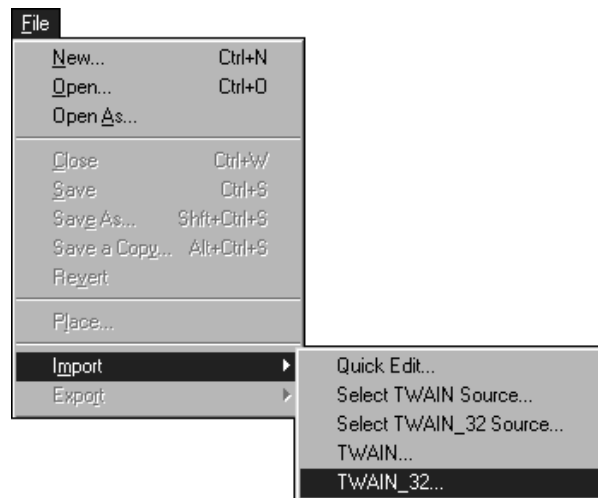 File
New... Ctrl+N
Open... Ctrl+O
Open As...
Close Ctrl+W
Save Ctrl+S
Save As... Shft+Ctrl+S
Save a Copy... Alt+Ctrl+S
Revert
Place...
Import
Export
Quick Edit...
Select TWAIN Source...
Select TWAIN_32 Source...
TWAIN...
TWAIN_32...